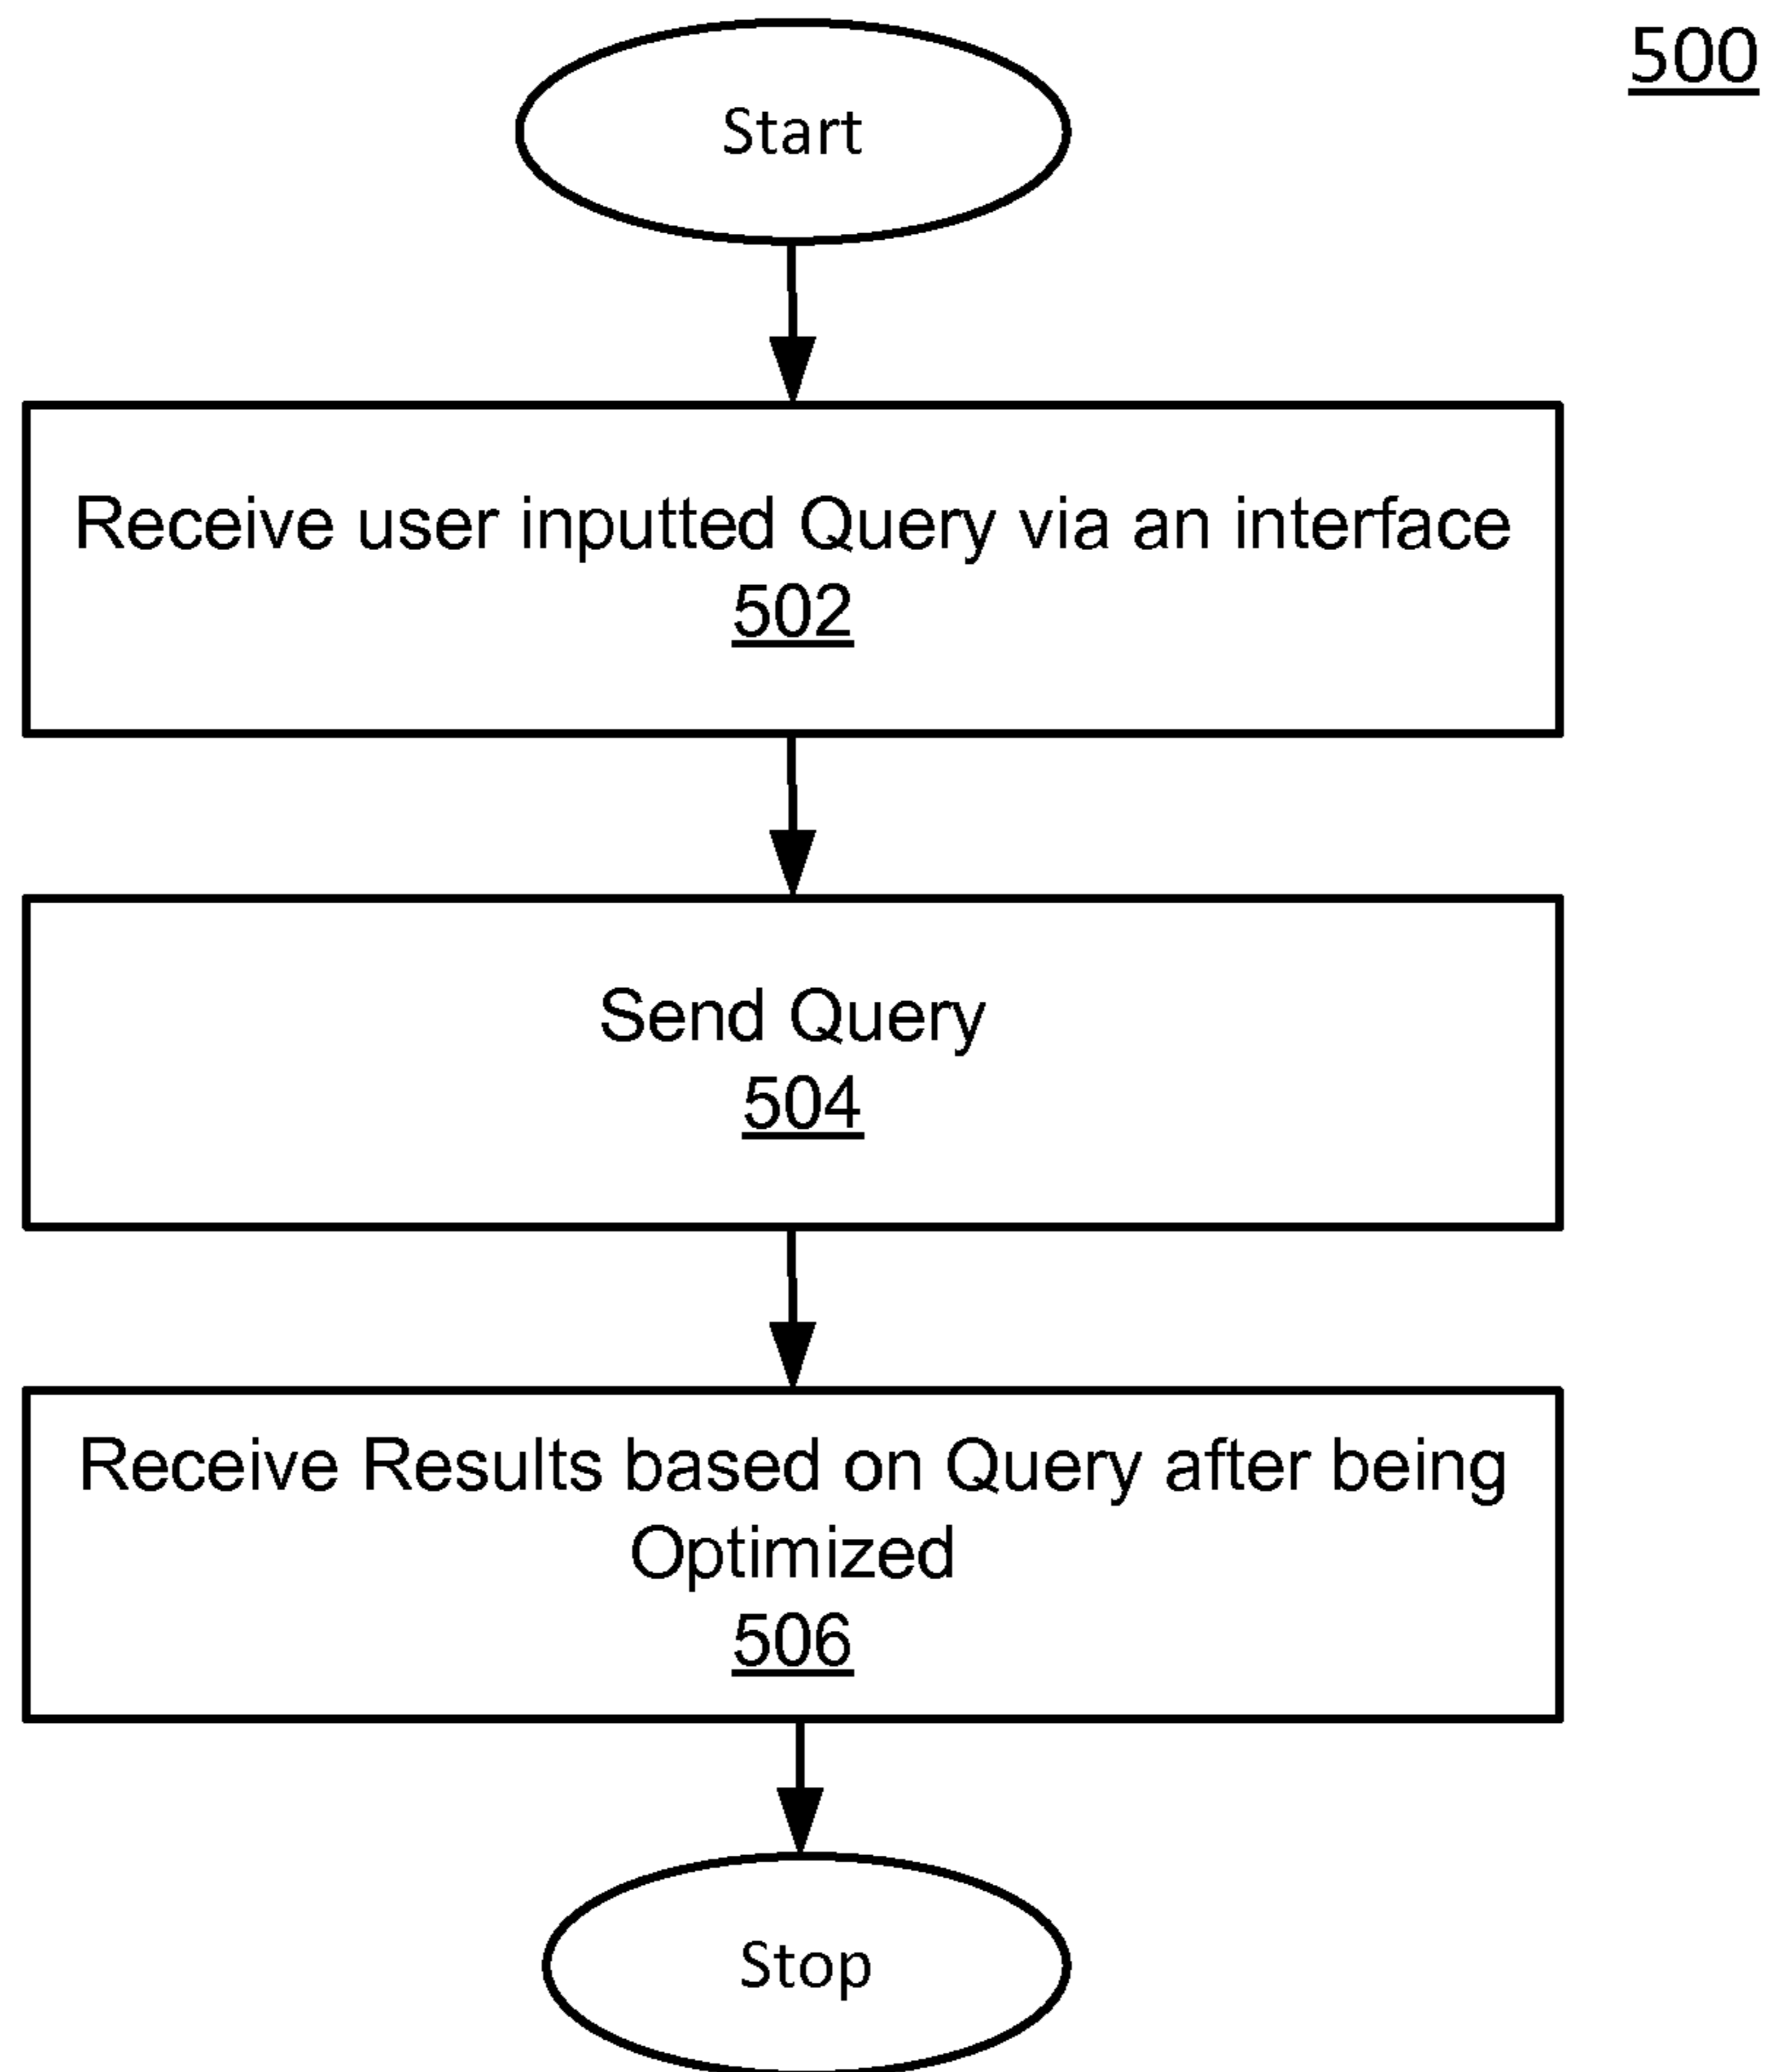 500
Start
Receive user inputted Query via an interface
502
Send Query
504
Receive Results based on Query after being
Optimized
506
Stop